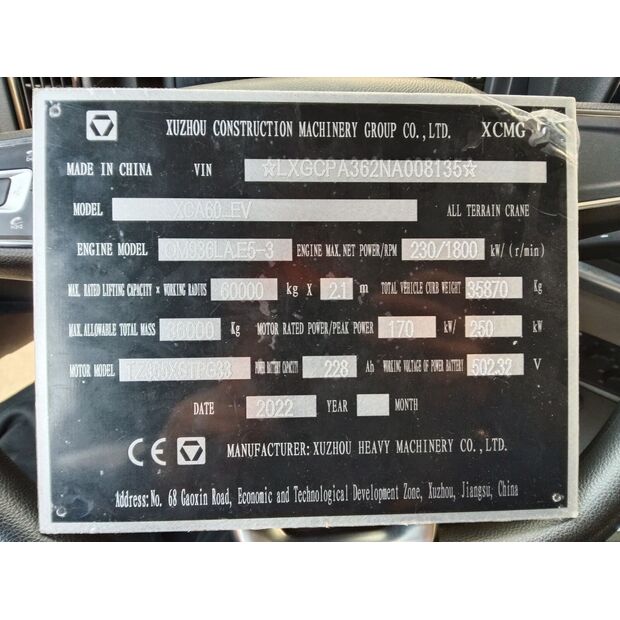 XUZHOU CONSTRUCTION MACHINERY GROUP CO.,LTD. XCMG
MADE IN CHINA VIN ☆LXGCPA362NA008135☆
MODEL XCA60_EV ALL TERRAIN CRANE
ENGINE MODEL OM936LA.E5-3 ENGINE MAX.NET POWER/RPM 230/1800 kW/(r/min)
MAX. RATED LIFTING CAPACITY × WORKING RADIUS 60000 kg X 2.1 m TOTAL VEHICLE CURB WEIGHT 35870 Kg
MAX. ALLOWABLE TOTAL MASS 36000 Kg MOTOR RATED POWER/PEAK POWER 170 kW/ 250 kW
MOTOR MODEL POWER BATTERY CAPACITY 228 Ah WORKING VOLTAGE OF POWER BATTERY 502.32 V
DATE 2022 YEAR MONTH
CE MANUFACTURER: XUZHOU HEAVY MACHINERY CO.,LTD.
Address: No. 68 Gaoxin Road, Economic and Technological Development Zone, Xuzhou, Jiangsu, China